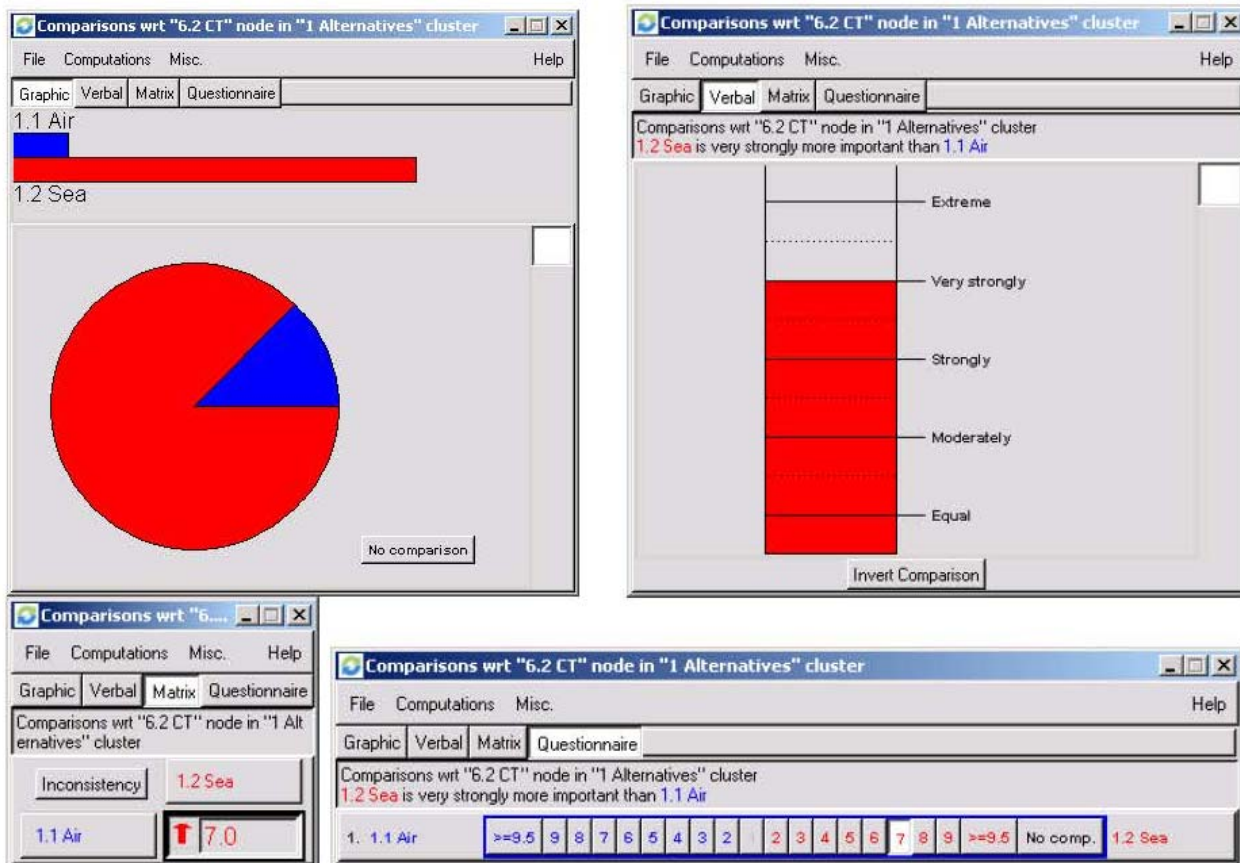 Comparisons wrt "6.2 CT" node in "1 Alternatives" cluster
File Computations Misc. Help
Graphic Verbal Matrix Questionnaire
1.1 Air
1.2 Sea
No comparison
Comparisons wrt "6.2 CT" node in "1 Alternatives" cluster
File Computations Misc. Help
Graphic Verbal Matrix Questionnaire
Comparisons wrt "6.2 CT" node in "1 Alternatives" cluster
1.2 Sea is very strongly more important than 1.1 Air
Extreme
Very strongly
Strongly
Moderately
Equal
Invert Comparison
Comparisons wrt "6....
File Computations Misc. Help
Graphic Verbal Matrix Questionnaire
Comparisons wrt "6.2 CT" node in "1 Alt
ernatives" cluster
Inconsistency 1.2 Sea
1.1 Air 7.0
Comparisons wrt "6.2 CT" node in "1 Alternatives" cluster
File Computations Misc. Help
Graphic Verbal Matrix Questionnaire
Comparisons wrt "6.2 CT" node in "1 Alternatives" cluster
1.2 Sea is very strongly more important than 1.1 Air
1. 1.1 Air >=9.5 9 8 7 6 5 4 3 2 1 2 3 4 5 6 7 8 9 >=9.5 No comp. 1.2 Sea